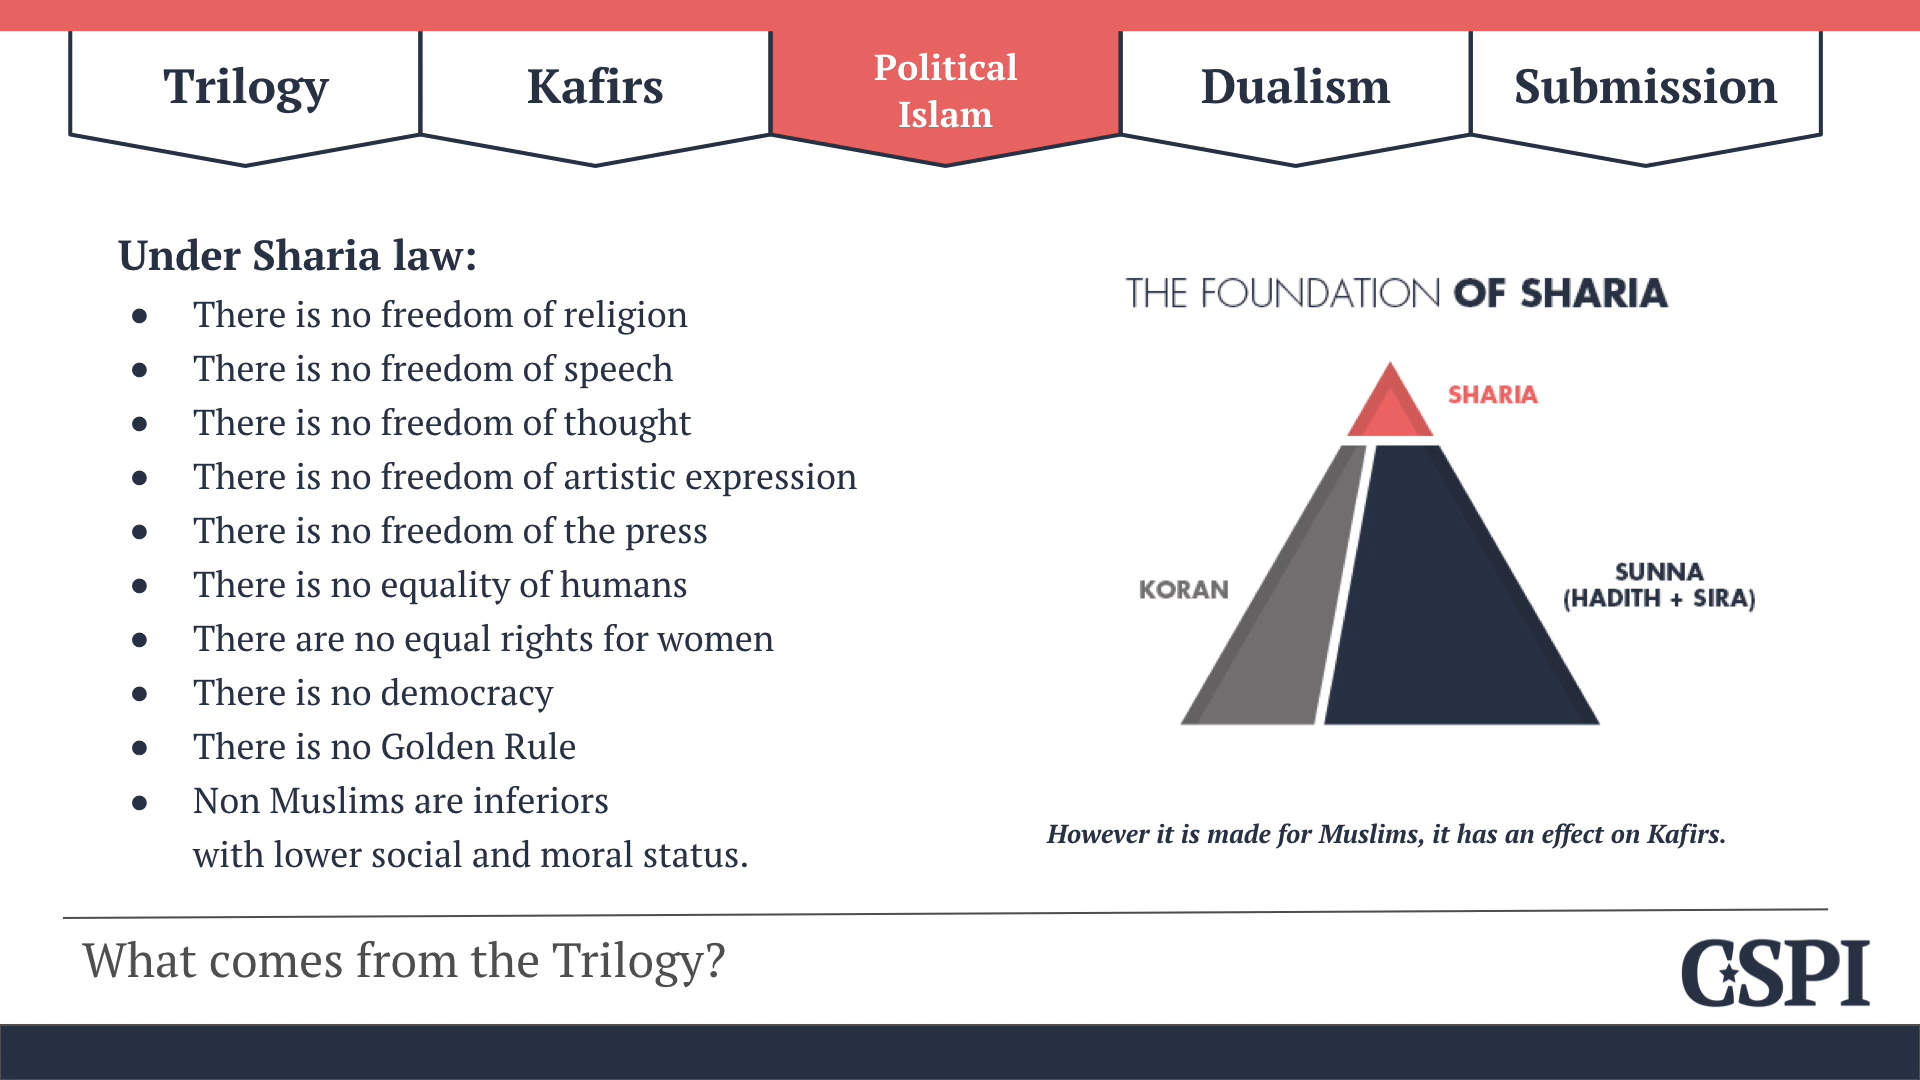 Trilogy
Kafirs
Political
Islam
Dualism
Submission
Under Sharia law:
● There is no freedom of religion
● There is no freedom of speech
● There is no freedom of thought
● There is no freedom of artistic expression
● There is no freedom of the press
● There is no equality of humans
● There are no equal rights for women
● There is no democracy
● There is no Golden Rule
● Non Muslims are inferiors
with lower social and moral status.
THE FOUNDATION OF SHARIA
SHARIA
KORAN
SUNNA
(HADITH + SIRA)
However it is made for Muslims, it has an effect on Kafirs.
What comes from the Trilogy?
CSPI